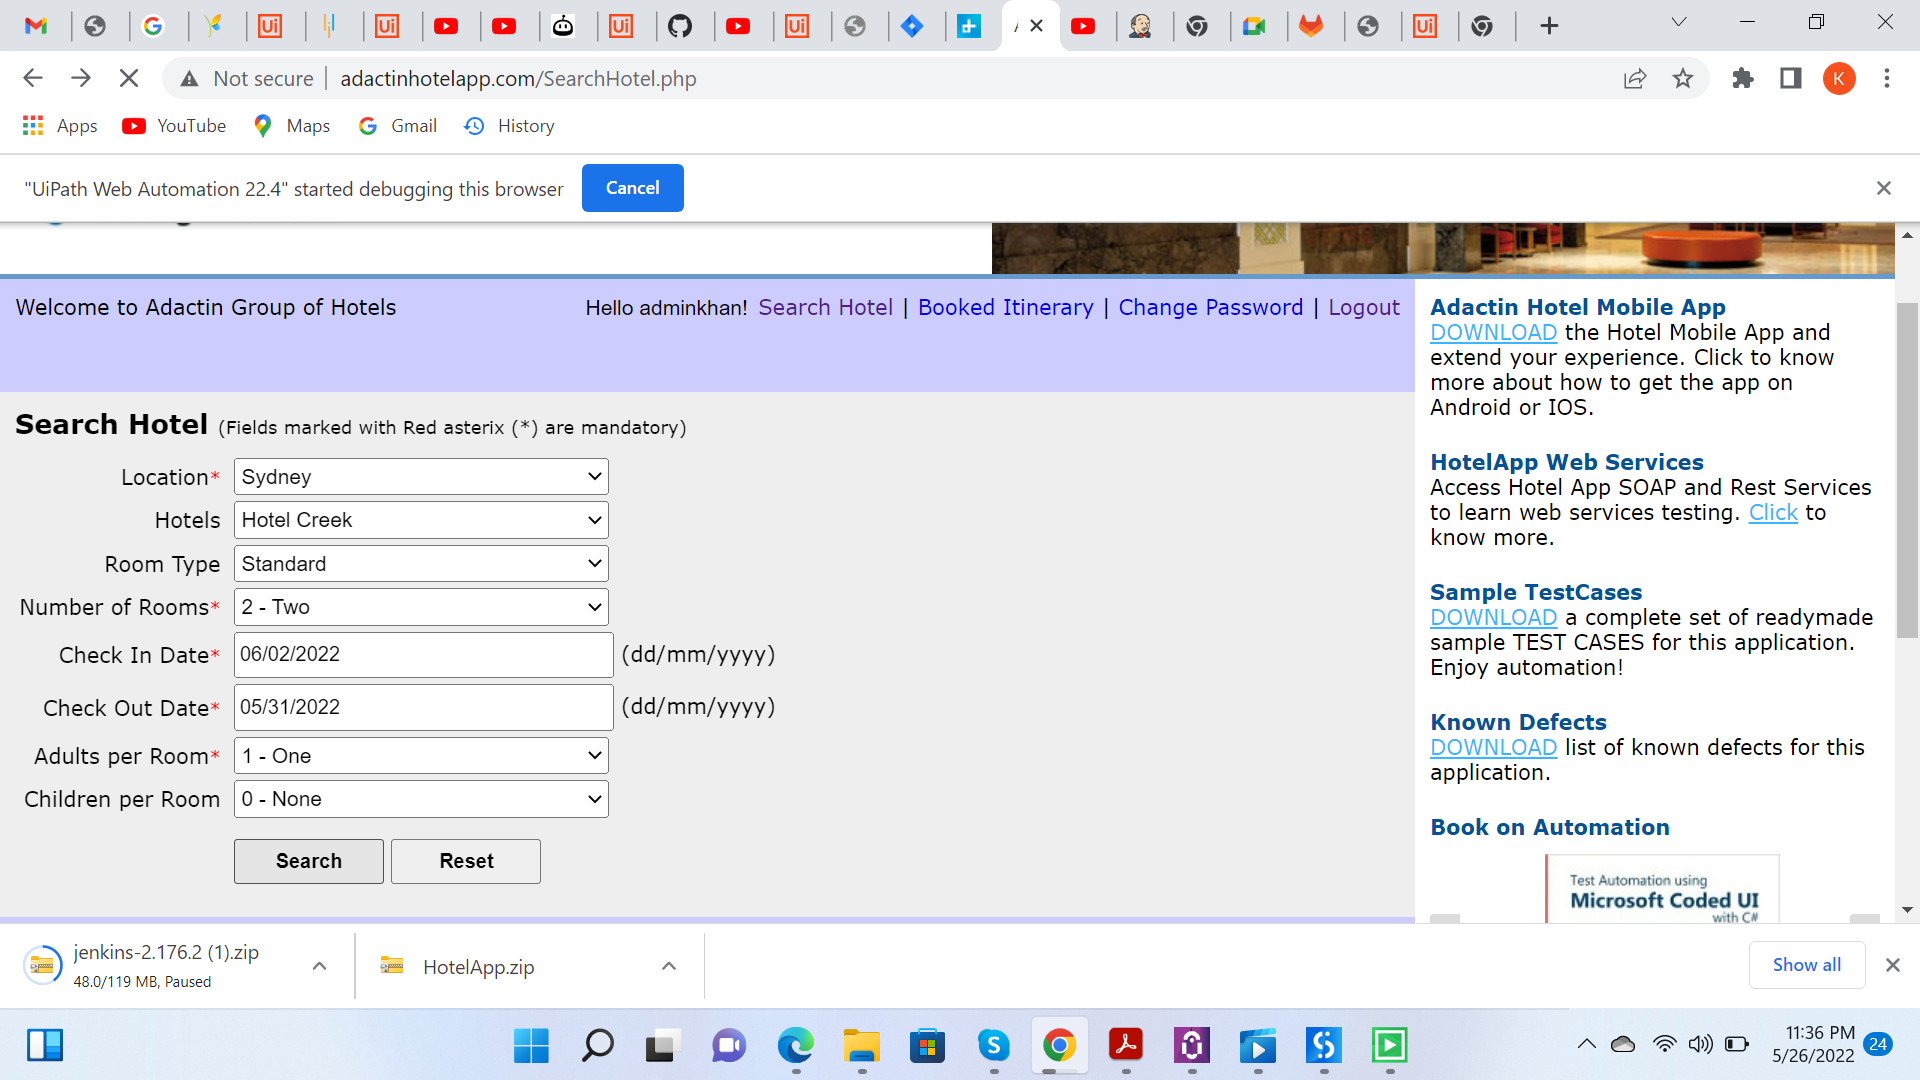 Not secure
adactinhotelapp.com/SearchHotel.php
K
Apps
YouTube
Maps
Gmail
History
"UiPath Web Automation 22.4" started debugging this browser
Cancel
Welcome to Adactin Group of Hotels
Hello adminkhan! Search Hotel | Booked Itinerary | Change Password | Logout
Search Hotel (Fields marked with Red asterix (*) are mandatory)
Location* Sydney
Hotels Hotel Creek
Room Type Standard
Number of Rooms* 2 - Two
Check In Date* 06/02/2022 (dd/mm/yyyy)
Check Out Date* 05/31/2022 (dd/mm/yyyy)
Adults per Room* 1 - One
Children per Room 0 - None
Search Reset
Adactin Hotel Mobile App
DOWNLOAD the Hotel Mobile App and
extend your experience. Click to know
more about how to get the app on
Android or IOS.
HotelApp Web Services
Access Hotel App SOAP and Rest Services
to learn web services testing. Click to
know more.
Sample TestCases
DOWNLOAD a complete set of readymade
sample TEST CASES for this application.
Enjoy automation!
Known Defects
DOWNLOAD list of known defects for this
application.
Book on Automation
Test Automation using
Microsoft Coded UI
with C#
jenkins-2.176.2 (1).zip
48.0/119 MB, Paused
HotelApp.zip
Show all
11:36 PM
5/26/2022
24